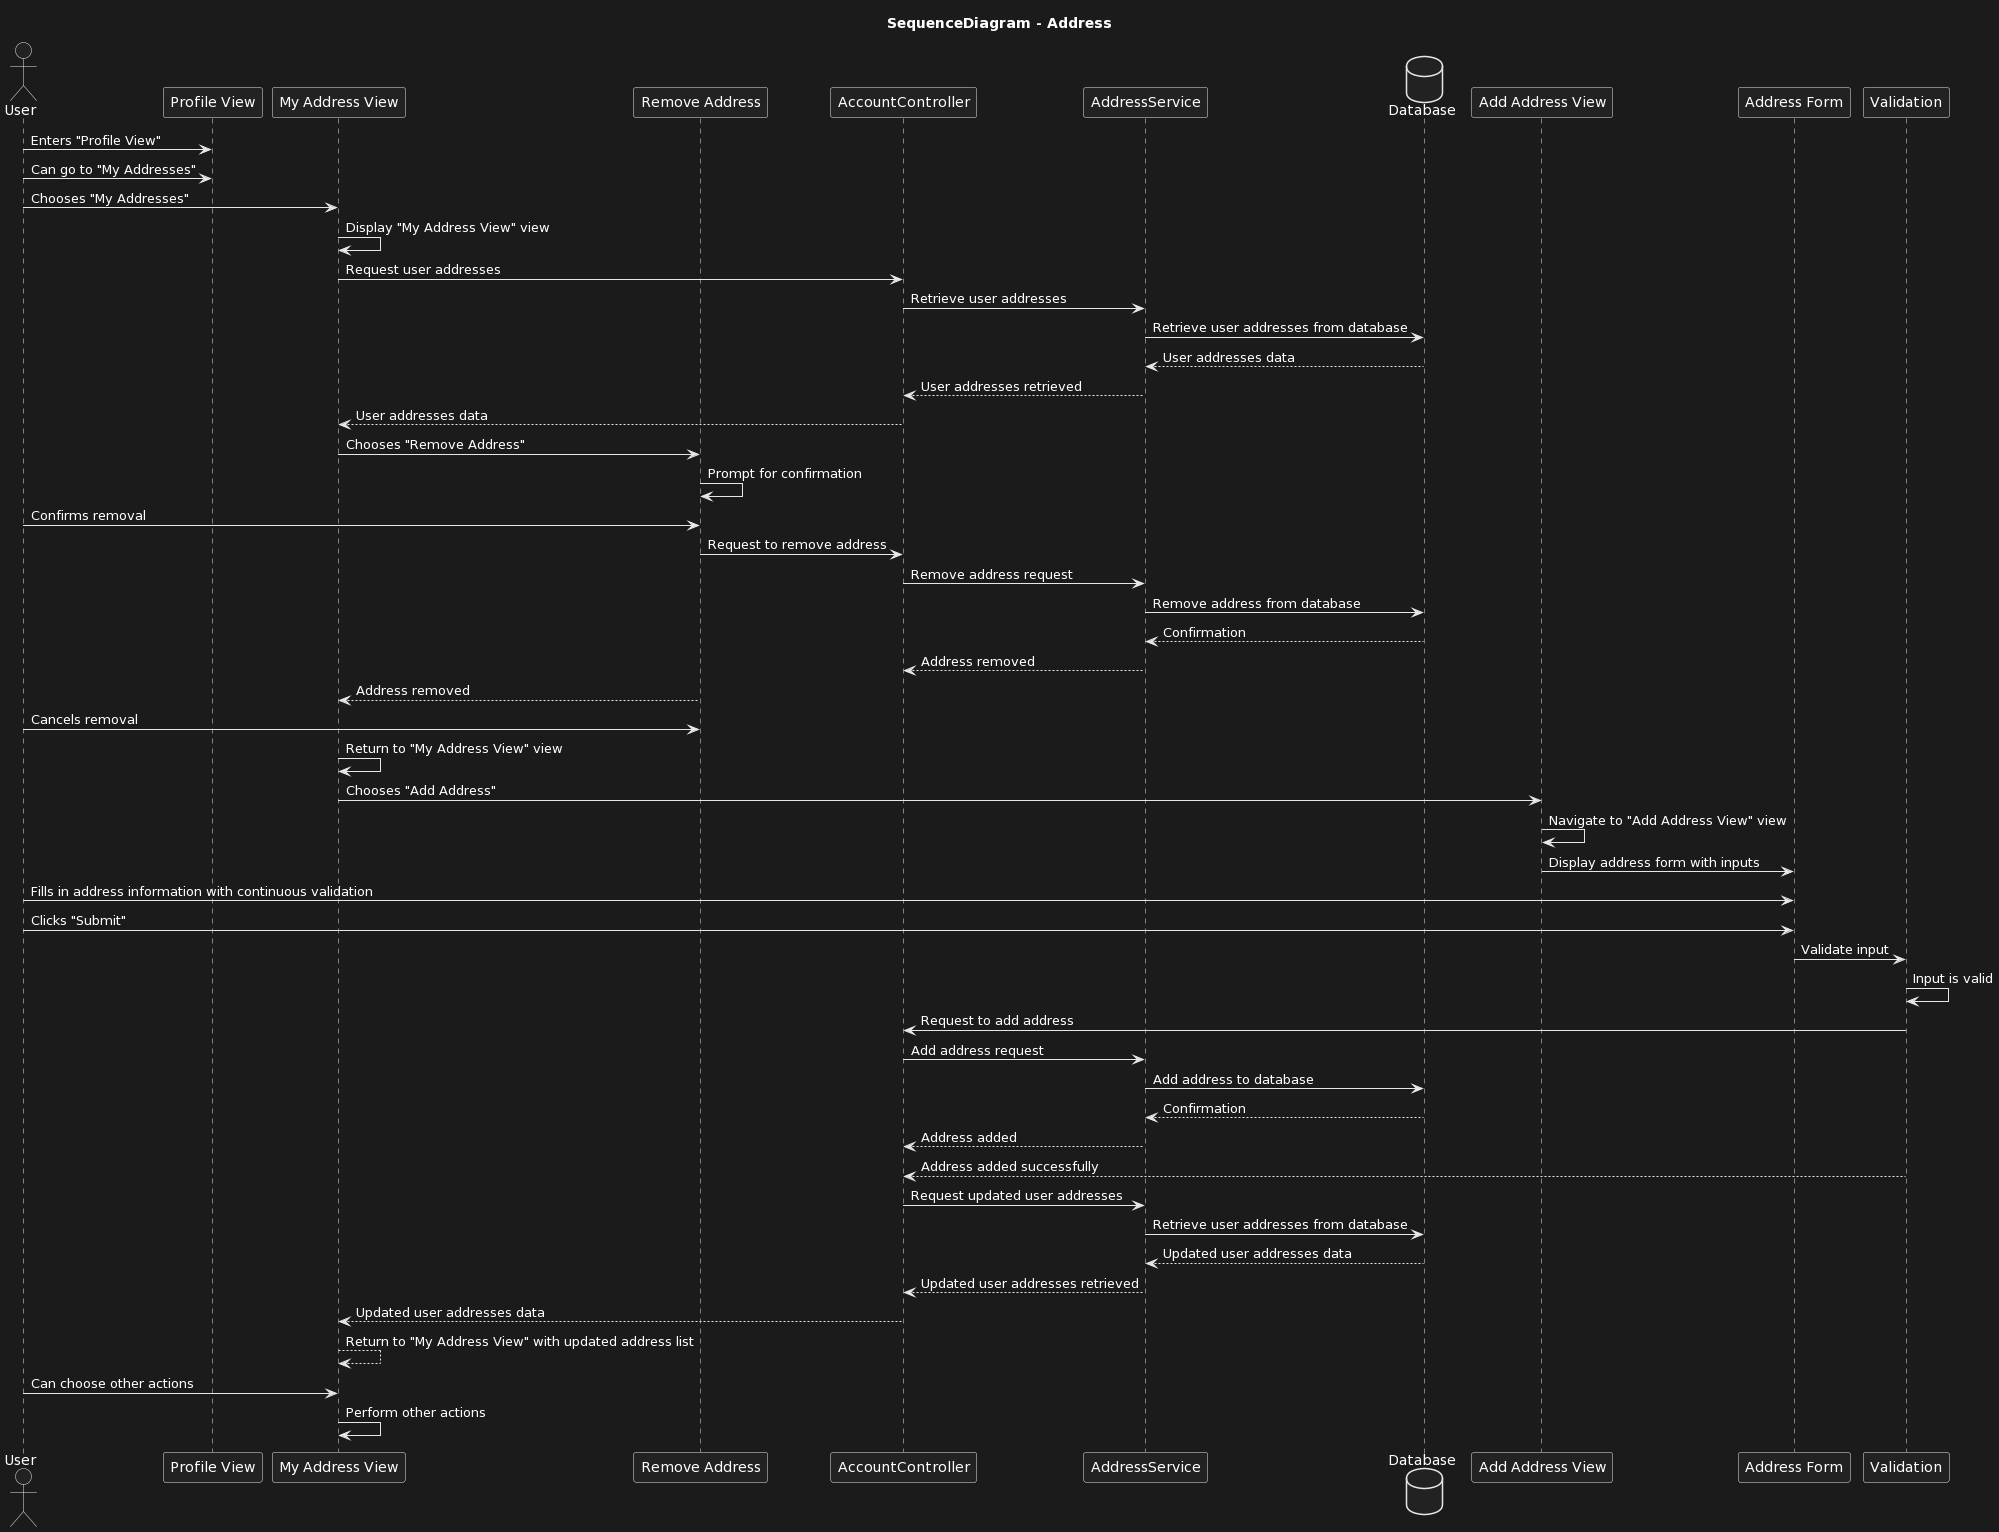 SequenceDiagram - Address
User
Profile View
My Address View
Remove Address
AccountController
AddressService
Database
Add Address View
Address Form
Validation
Enters "Profile View"
Can go to "My Addresses"
Chooses "My Addresses"
Display "My Address View" view
Request user addresses
Retrieve user addresses
Retrieve user addresses from database
User addresses data
User addresses retrieved
User addresses data
Chooses "Remove Address"
Prompt for confirmation
Confirms removal
Request to remove address
Remove address request
Remove address from database
Confirmation
Address removed
Address removed
Cancels removal
Return to "My Address View" view
Chooses "Add Address"
Navigate to "Add Address View" view
Display address form with inputs
Fills in address information with continuous validation
Clicks "Submit"
Validate input
Input is valid
Request to add address
Add address request
Add address to database
Confirmation
Address added
Address added successfully
Request updated user addresses
Retrieve user addresses from database
Updated user addresses data
Updated user addresses retrieved
Updated user addresses data
Return to "My Address View" with updated address list
Can choose other actions
Perform other actions
User
Profile View
My Address View
Remove Address
AccountController
AddressService
Database
Add Address View
Address Form
Validation